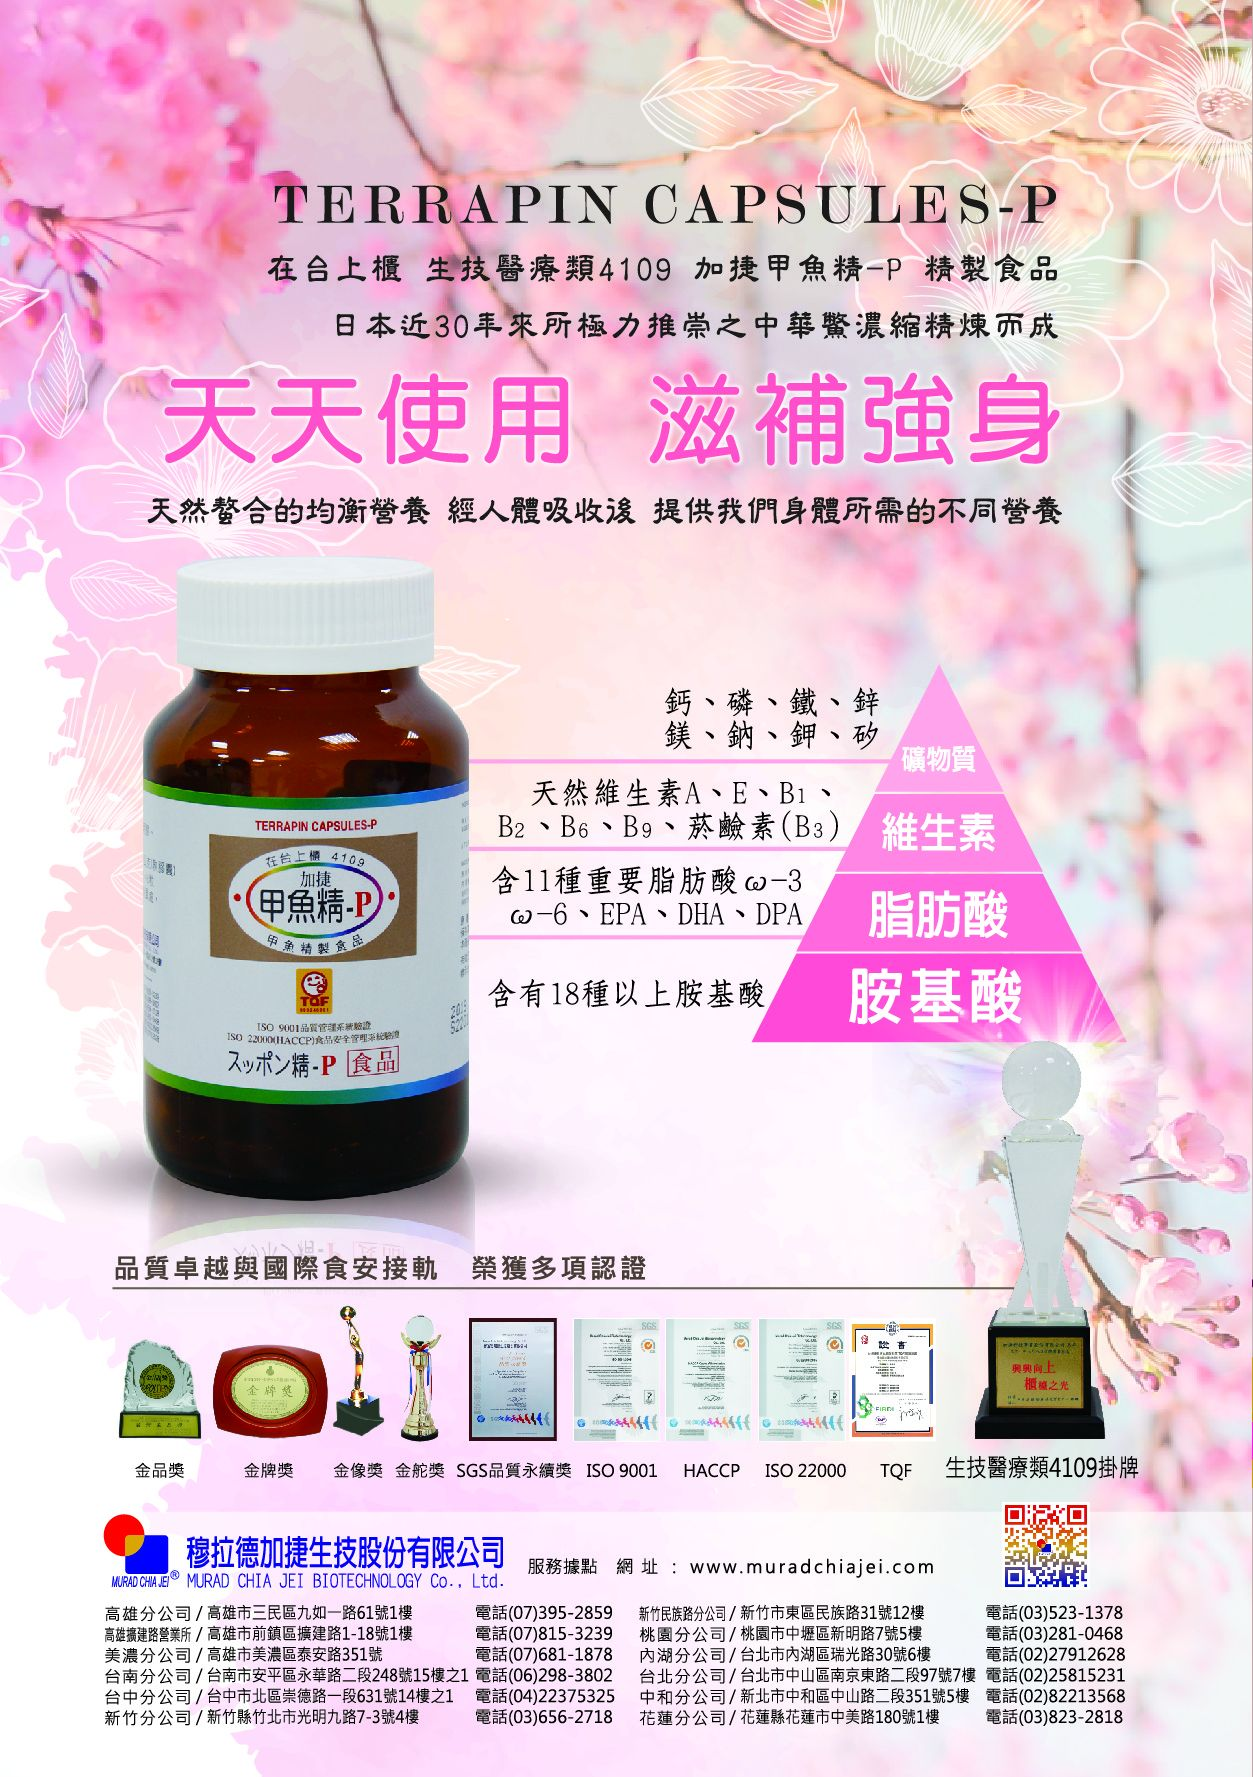 TERRAPIN CAPSULES-P
在台上櫃 生技醫療類4109 加捷甲魚精-P 精製食品
日本近30年來所極力推崇之中華鱉濃縮精煉而成
天天使用 滋補強身
天然螯合的均衡營養 經人體吸收後 提供我們身體所需的不同營養
鈣、磷、鐵、鋅
鎂、鈉、鉀、矽
礦物質
天然維生素A、E、B1、
B2、B6、B9、菸鹼素(B3)
維生素
含11種重要脂肪酸ω-3
ω-6、EPA、DHA、DPA
脂肪酸
含有18種以上胺基酸
胺基酸
TERRAPIN CAPSULES-P
在台上櫃 4109
加捷
甲魚精-P
甲魚精製食品
TQF
ISO 9001品質管理系統驗證
ISO 22000(HACCP)食品安全管理系統驗證
スッポン精-P 食品
品質卓越與國際食安接軌 榮獲多項認證
金牌獎
SGS
SGS
SGS
SGS
證書
FIRDI
興興向上
櫃檯之光
金品獎 金牌獎 金像獎 金舵獎 SGS品質永續獎 ISO 9001 HACCP ISO 22000 TQF 生技醫療類4109掛牌
MURAD CHIA JEI®
穆拉德加捷生技股份有限公司
MURAD CHIA JEI BIOTECHNOLOGY Co., Ltd.
服務據點 網址：www.muradchiajei.com
高雄分公司/高雄市三民區九如一路61號1樓 電話(07)395-2859
高雄擴建路營業所/高雄市前鎮區擴建路1-18號1樓 電話(07)815-3239
美濃分公司/高雄市美濃區泰安路351號 電話(07)681-1878
台南分公司/台南市安平區永華路二段248號15樓之1 電話(06)298-3802
台中分公司/台中市北區崇德路一段631號14樓之1 電話(04)22375325
新竹分公司/新竹縣竹北市光明九路7-3號4樓 電話(03)656-2718
新竹民族路分公司/新竹市東區民族路31號12樓 電話(03)523-1378
桃園分公司/桃園市中壢區新明路7號5樓 電話(03)281-0468
內湖分公司/台北市內湖區瑞光路30號6樓 電話(02)27912628
台北分公司/台北市中山區南京東路二段97號7樓 電話(02)25815231
中和分公司/新北市中和區中山路二段351號5樓 電話(02)82213568
花蓮分公司/花蓮縣花蓮市中美路180號1樓 電話(03)823-2818